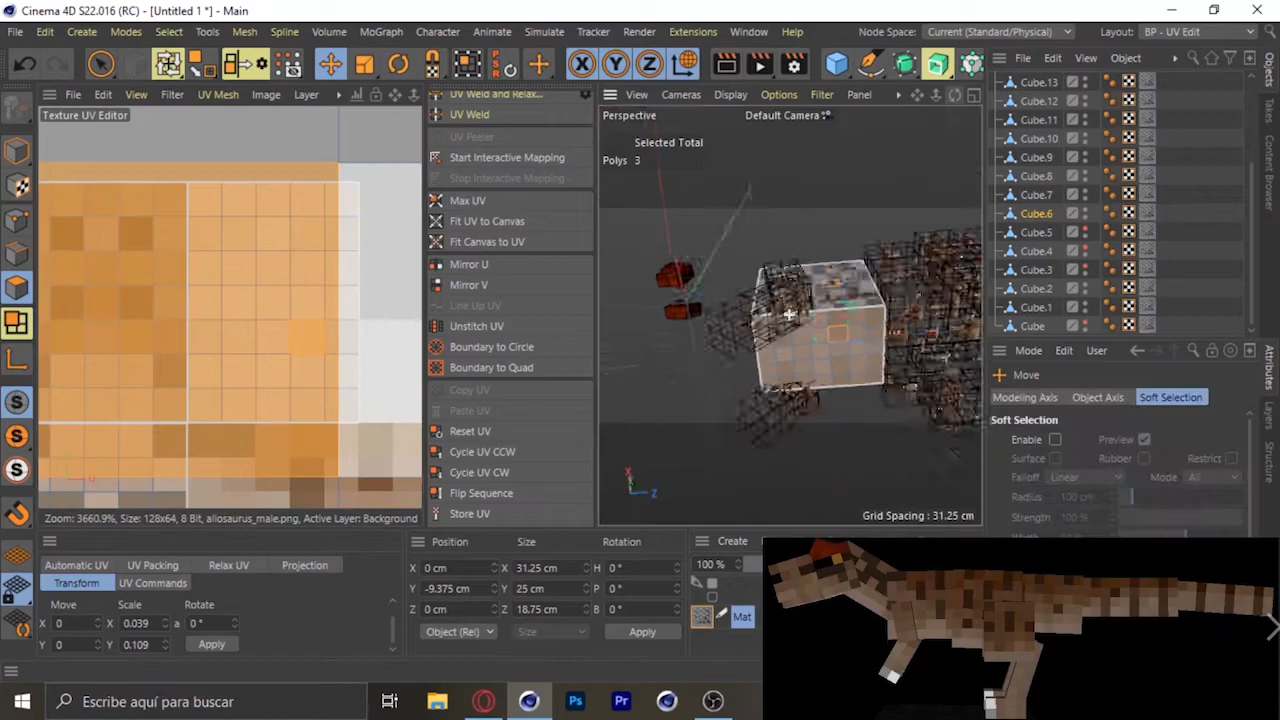 Cinema 4D S22.016 (RC) - [Untitled 1 *] - Main
File Edit Create Modes Select Tools Mesh Spline Volume MoGraph Character Animate Simulate Tracker Render Extensions Window Help Node Space: Current (Standard/Physical) Layout: BP - UV Edit
X Y Z
File Edit View Filter UV Mesh Image Layer
UV Weld and Relax...
View Cameras Display Options Filter Panel
File Edit View Object
Texture UV Editor
UV Weld
UV Peeler
Start Interactive Mapping
Stop Interactive Mapping
Max UV
Fit UV to Canvas
Fit Canvas to UV
Mirror U
Mirror V
Line Up UV
Unstitch UV
Boundary to Circle
Boundary to Quad
Copy UV
Paste UV
Reset UV
Cycle UV CCW
Cycle UV CW
Flip Sequence
Store UV
Perspective
Default Camera
Selected Total
Polys 3
X
Z
Grid Spacing : 31.25 cm
Cube.13
Cube.12
Cube.11
Cube.10
Cube.9
Cube.8
Cube.7
Cube.6
Cube.5
Cube.4
Cube.3
Cube.2
Cube.1
Cube
Objects
Takes
Content Browser
Attributes
Layers
Structure
Mode Edit User
Move
Modeling Axis Object Axis Soft Selection
Soft Selection
Enable Preview
Surface Rubber Restrict
Falloff Linear Mode All
Radius 100 cm
Strength 100 %
U
Zoom: 3660.9%, Size: 128x64, 8 Bit, allosaurus_male.png, Active Layer: Background
Automatic UV UV Packing Relax UV Projection
Transform UV Commands
Move Scale Rotate
X 0 X 0.039 a 0 °
Y 0 Y 0.109 Apply
Position Size Rotation
X 0 cm X 31.25 cm H 0 °
Y -9.375 cm Y 25 cm P 0 °
Z 0 cm Z 18.75 cm B 0 °
Object (Rel) Size Apply
Create
100 %
Mat
Escribe aquí para buscar
Ps
Pr